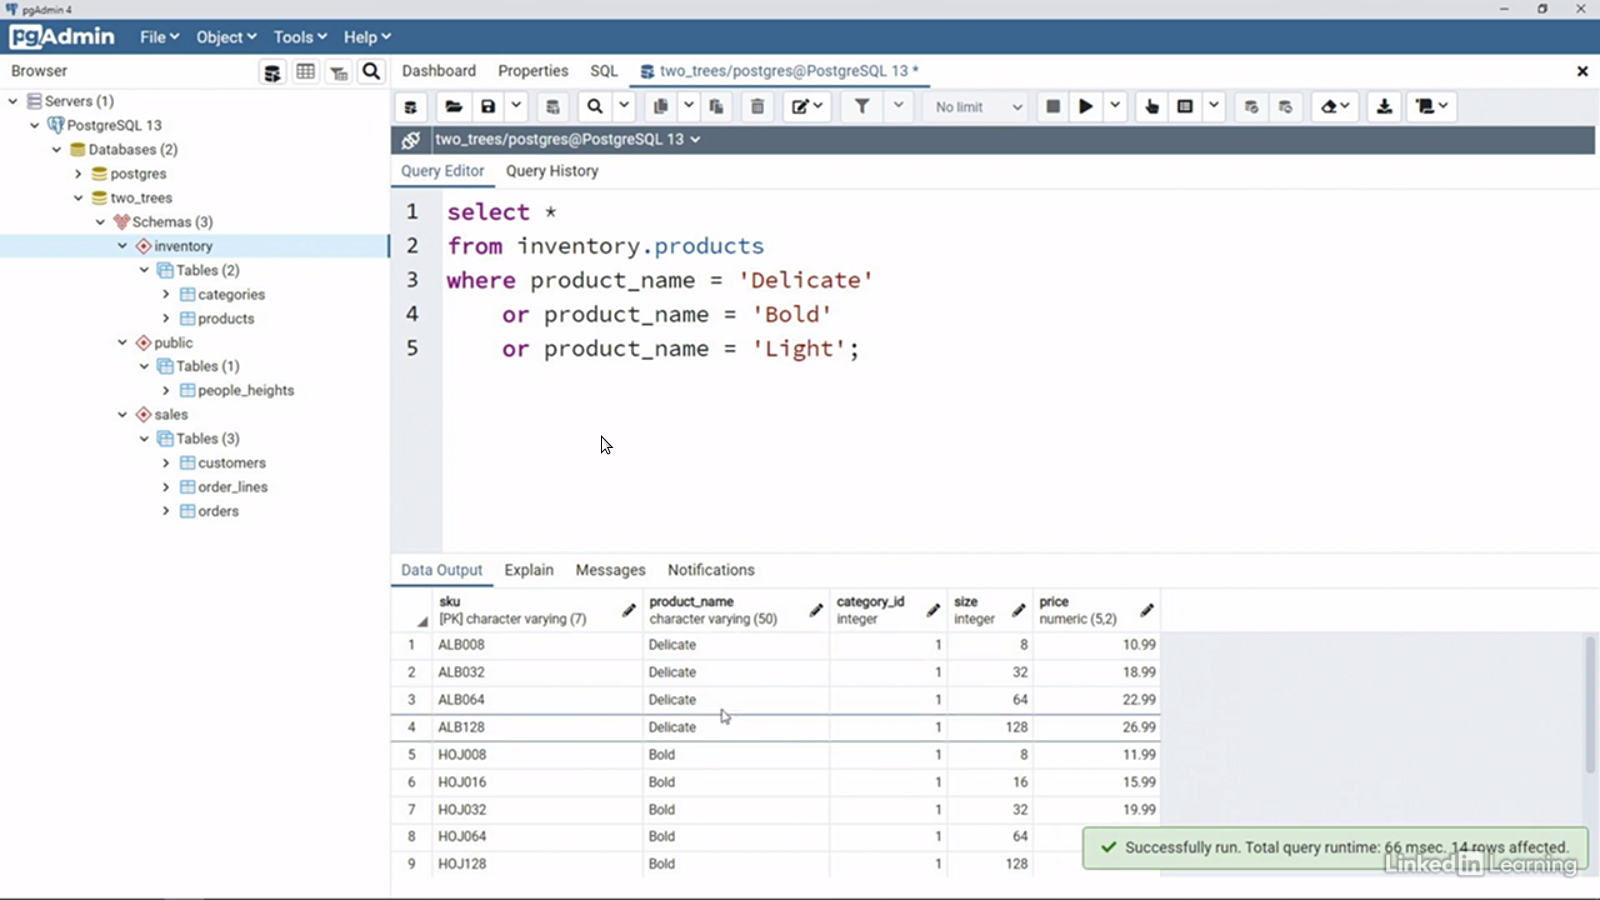 pgAdmin 4
pgAdmin File Object Tools Help
Browser
Dashboard Properties SQL two_trees/postgres@PostgreSQL 13 *
Servers (1)
PostgreSQL 13
Databases (2)
postgres
two_trees
Schemas (3)
inventory
Tables (2)
categories
products
public
Tables (1)
people_heights
sales
Tables (3)
customers
order_lines
orders
No limit
two_trees/postgres@PostgreSQL 13
Query Editor Query History
1 select *
2 from inventory.products
3 where product_name = 'Delicate'
4 or product_name = 'Bold'
5 or product_name = 'Light';
Data Output Explain Messages Notifications
sku product_name category_id size price
[PK] character varying (7) character varying (50) integer integer numeric (5,2)
1 ALB008 Delicate 1 8 10.99
2 ALB032 Delicate 1 32 18.99
3 ALB064 Delicate 1 64 22.99
4 ALB128 Delicate 1 128 26.99
5 HOJ008 Bold 1 8 11.99
6 HOJ016 Bold 1 16 15.99
7 HOJ032 Bold 1 32 19.99
8 HOJ064 Bold 1 64
9 HOJ128 Bold 1 128
Successfully run. Total query runtime: 66 msec. 14 rows affected.
LinkedIn Learning